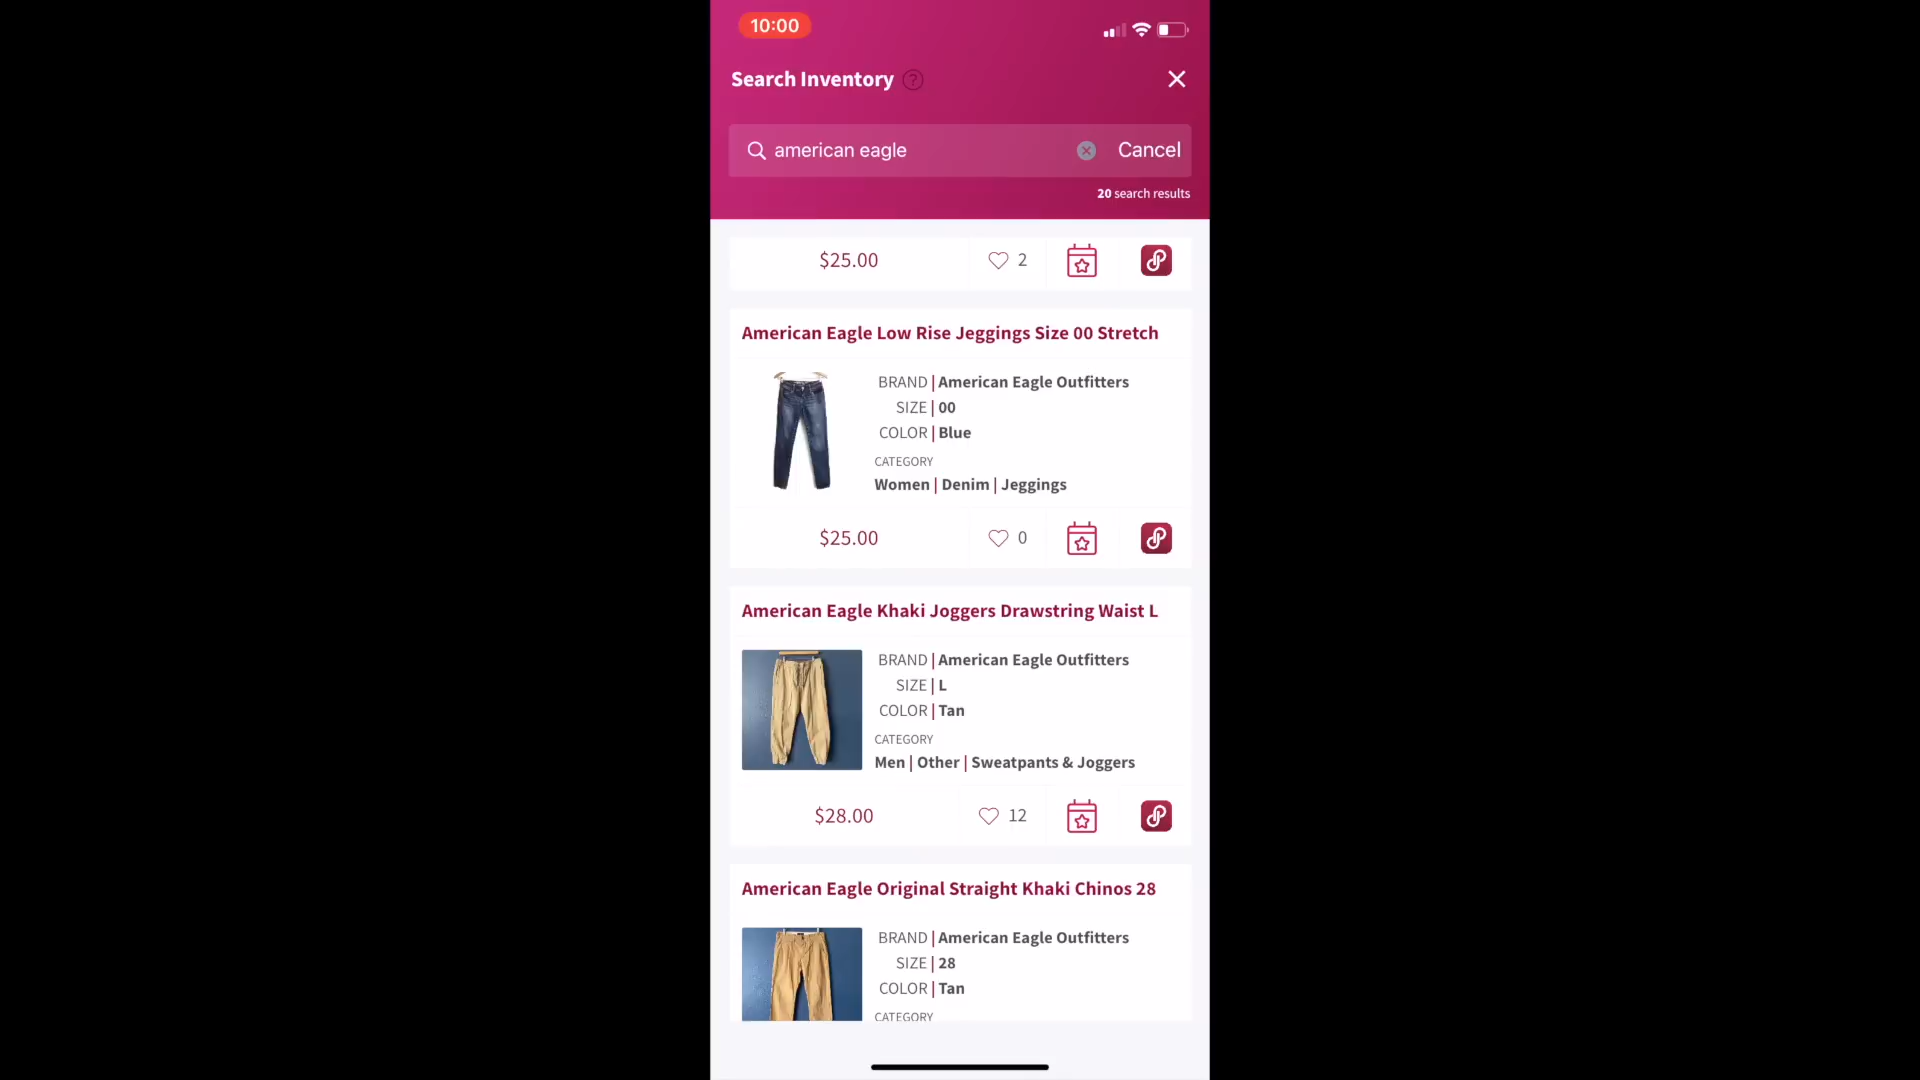 10:00
Search Inventory ?
american eagle
Cancel
20 search results
$25.00
2
American Eagle Low Rise Jeggings Size 00 Stretch
BRAND | American Eagle Outfitters
SIZE | 00
COLOR | Blue
CATEGORY
Women | Denim | Jeggings
$25.00
0
American Eagle Khaki Joggers Drawstring Waist L
BRAND | American Eagle Outfitters
SIZE | L
COLOR | Tan
CATEGORY
Men | Other | Sweatpants & Joggers
$28.00
12
American Eagle Original Straight Khaki Chinos 28
BRAND | American Eagle Outfitters
SIZE | 28
COLOR | Tan
CATEGORY